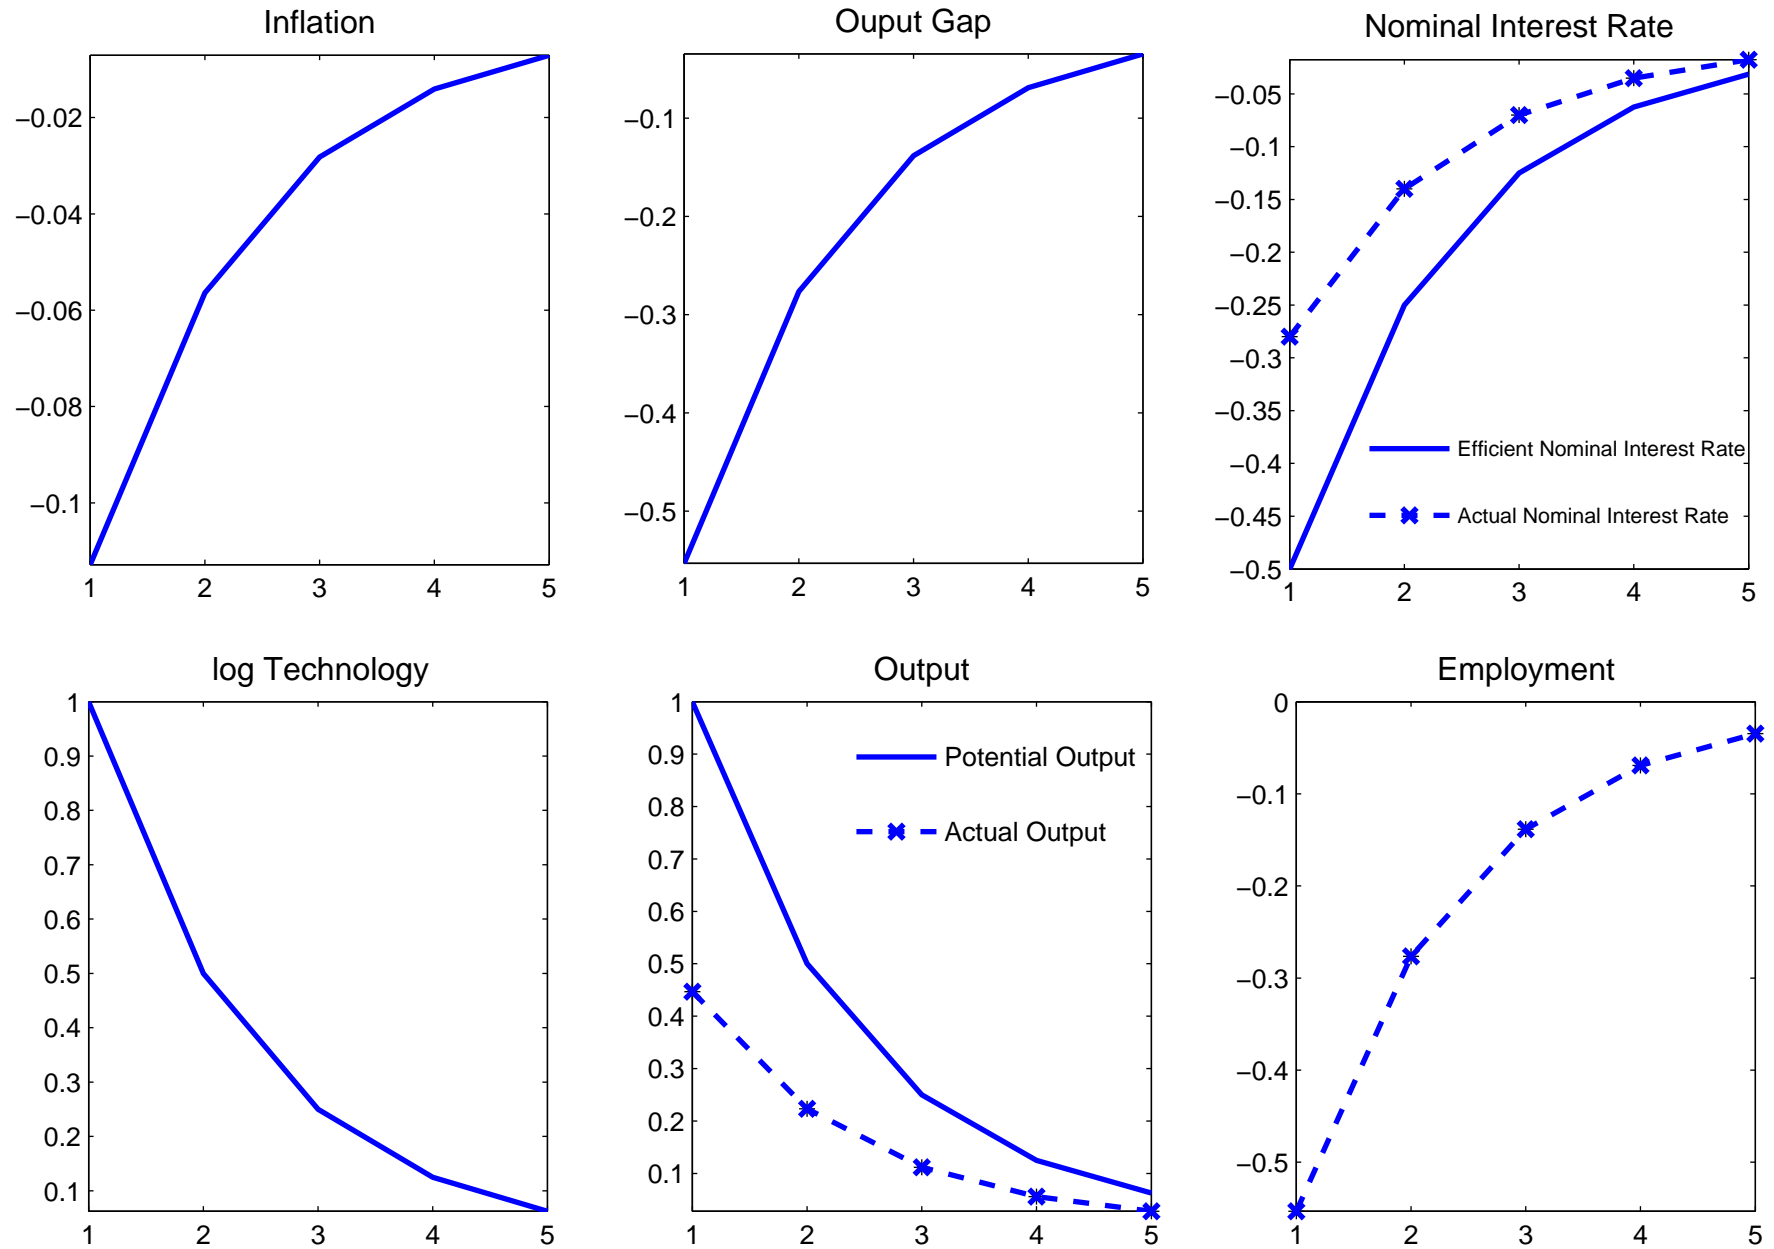 Inflation
−0.02
−0.04
−0.06
−0.08
−0.1
1 2 3 4 5
Ouput Gap
−0.1
−0.2
−0.3
−0.4
−0.5
1 2 3 4 5
Nominal Interest Rate
−0.05
−0.1
−0.15
−0.2
−0.25
−0.3
−0.35
−0.4
−0.45
−0.5
Efficient Nominal Interest Rate
Actual Nominal Interest Rate
1 2 3 4 5
log Technology
1
0.9
0.8
0.7
0.6
0.5
0.4
0.3
0.2
0.1
1 2 3 4 5
Output
1
0.9
0.8
0.7
0.6
0.5
0.4
0.3
0.2
0.1
Potential Output
Actual Output
1 2 3 4 5
Employment
0
−0.1
−0.2
−0.3
−0.4
−0.5
1 2 3 4 5